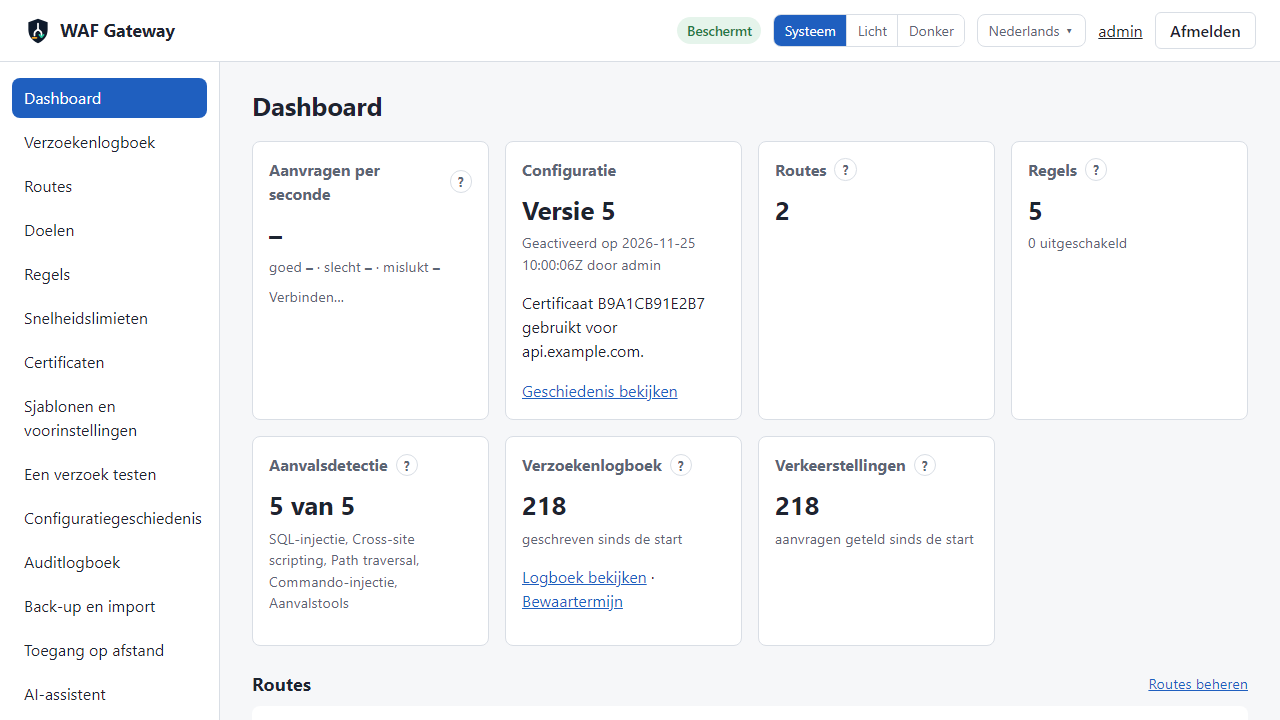 WAF Gateway
Beschermt
Systeem
Licht
Donker
Nederlands
admin
Afmelden
Dashboard
Verzoekenlogboek
Routes
Doelen
Regels
Snelheidslimieten
Certificaten
Sjablonen en
voorinstellingen
Een verzoek testen
Configuratiegeschiedenis
Auditlogboek
Back-up en import
Toegang op afstand
AI-assistent
Dashboard
Aanvragen per
seconde
?
–
goed – · slecht – · mislukt –
Verbinden...
Configuratie
Versie 5
Geactiveerd op 2026-11-25
10:00:06Z door admin
Certificaat B9A1CB91E2B7
gebruikt voor
api.example.com.
Geschiedenis bekijken
Routes ?
2
Regels ?
5
0 uitgeschakeld
Aanvalsdetectie ?
5 van 5
SQL-injectie, Cross-site
scripting, Path traversal,
Commando-injectie,
Aanvalstools
Verzoekenlogboek ?
218
geschreven sinds de start
Logboek bekijken ·
Bewaartermijn
Verkeerstellingen ?
218
aanvragen geteld sinds de start
Routes
Routes beheren